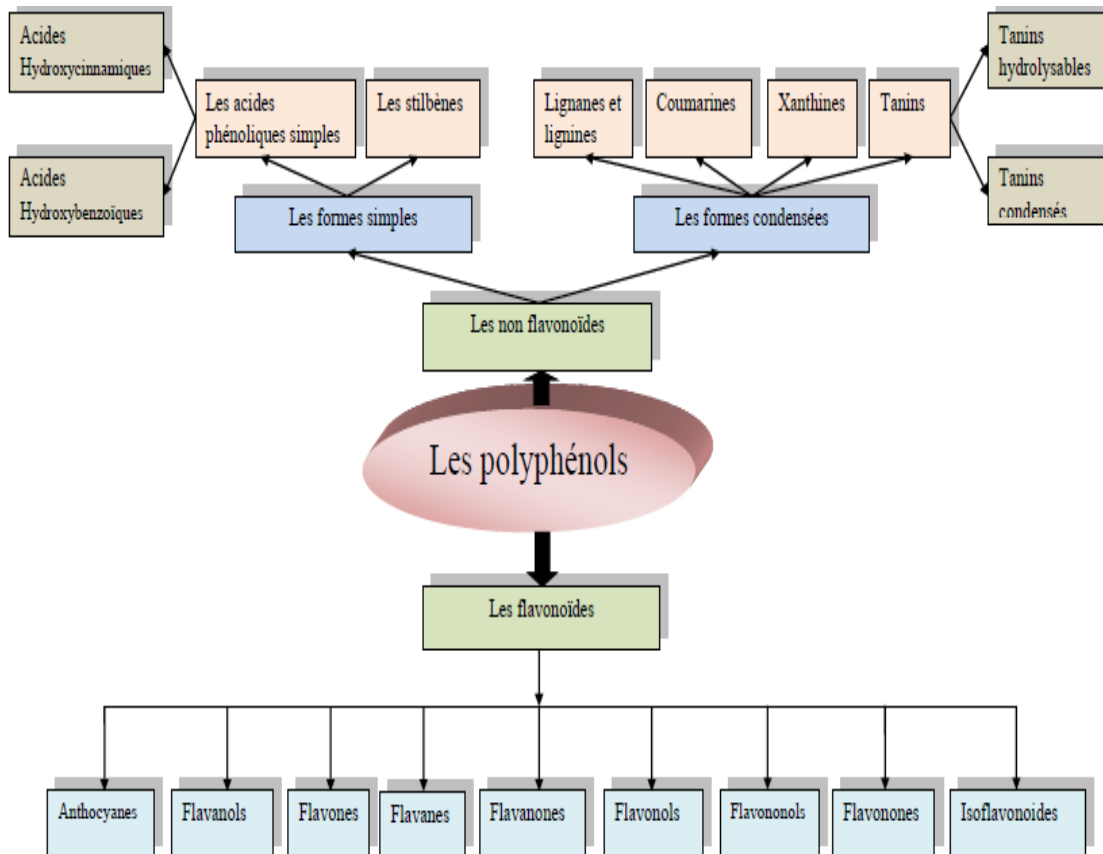 Acides
Hydroxycinnamiques
Tanins
hydrolysables
Les acides
phénoliques simples
Les stilbènes
Lignanes et
lignines
Coumarines
Xanthines
Tanins
Acides
Hydroxybenzoïques
Tanins
condensés
Les formes simples
Les formes condensées
Les non flavonoïdes
Les polyphénols
Les flavonoïdes
Anthocyanes
Flavanols
Flavones
Flavanes
Flavanones
Flavonols
Flavononols
Flavonones
Isoflavonoides